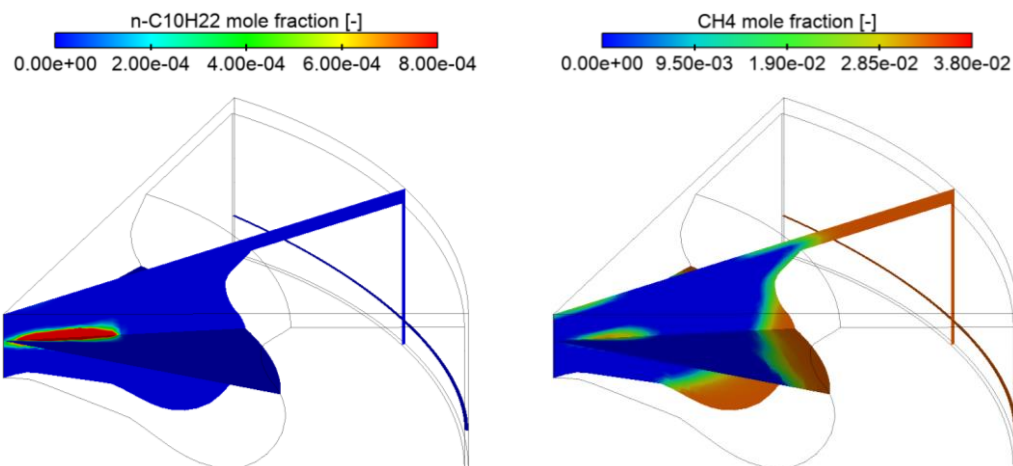 n-C10H22 mole fraction [-]
0.00e+00 2.00e-04 4.00e-04 6.00e-04 8.00e-04
CH4 mole fraction [-]
0.00e+00 9.50e-03 1.90e-02 2.85e-02 3.80e-02